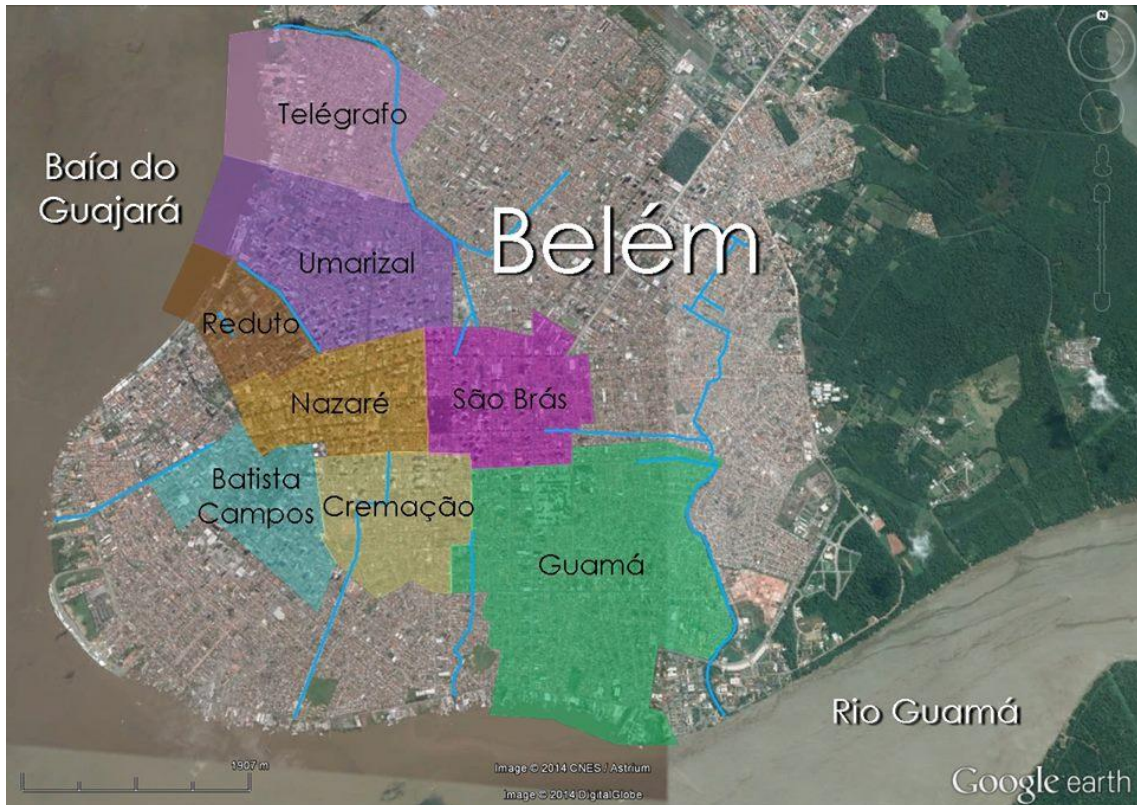 N
Telégrafo
Baía do
Guajará
Belém
Umarizal
Reduto
Nazaré
São Brás
Batista
Campos
Cremação
Guamá
Rio Guamá
1907 m
Image © 2014 CNES / Astrium
Image © 2014 DigitalGlobe
Google earth